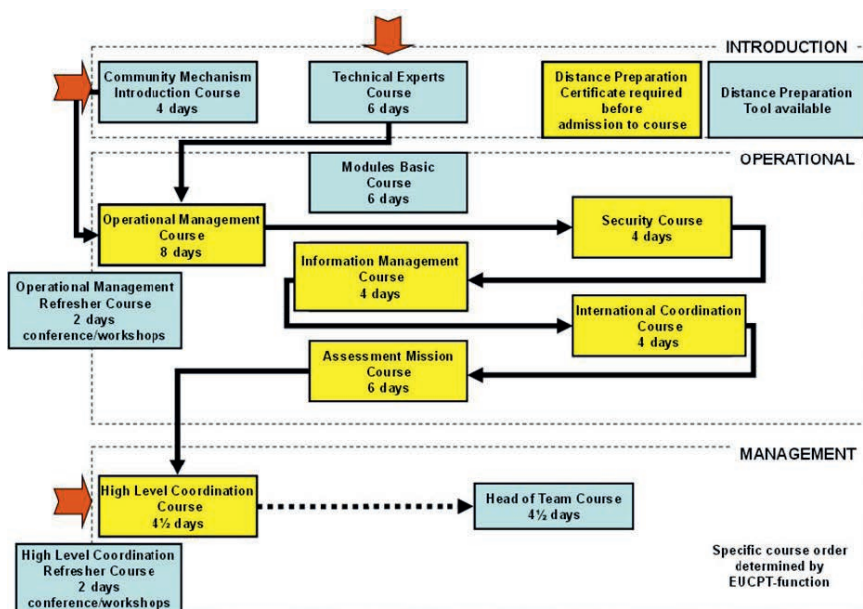 INTRODUCTION
Community Mechanism
Introduction Course
4 days
Technical Experts
Course
6 days
Distance Preparation
Certificate required
before
admission to course
Distance Preparation
Tool available
OPERATIONAL
Modules Basic
Course
6 days
Operational Management
Course
8 days
Security Course
4 days
Information Management
Course
4 days
Operational Management
Refresher Course
2 days
conference/workshops
International Coordination
Course
4 days
Assessment Mission
Course
6 days
MANAGEMENT
High Level Coordination
Course
4½ days
Head of Team Course
4½ days
High Level Coordination
Refresher Course
2 days
conference/workshops
Specific course order
determined by
EUCPT-function